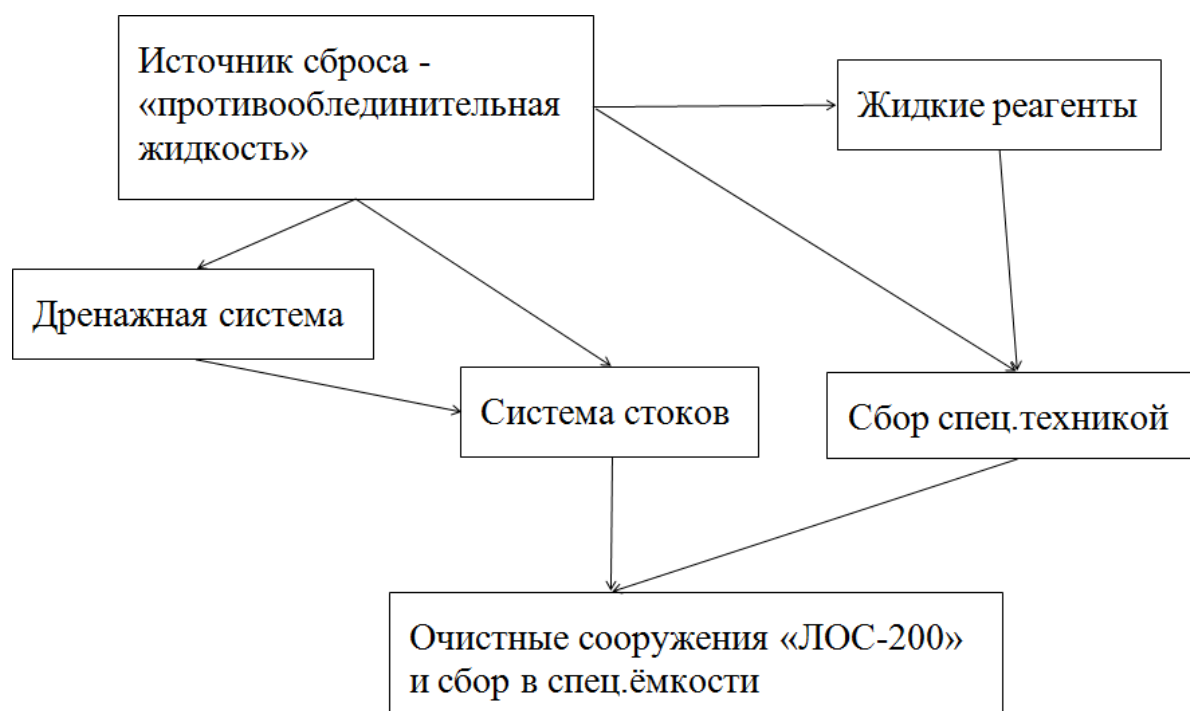 Источник сброса -
«противооблединительная
жидкость»
Жидкие реагенты
Дренажная система
Система стоков
Сбор спец.техникой
Очистные сооружения «ЛОС-200»
и сбор в спец.ёмкости